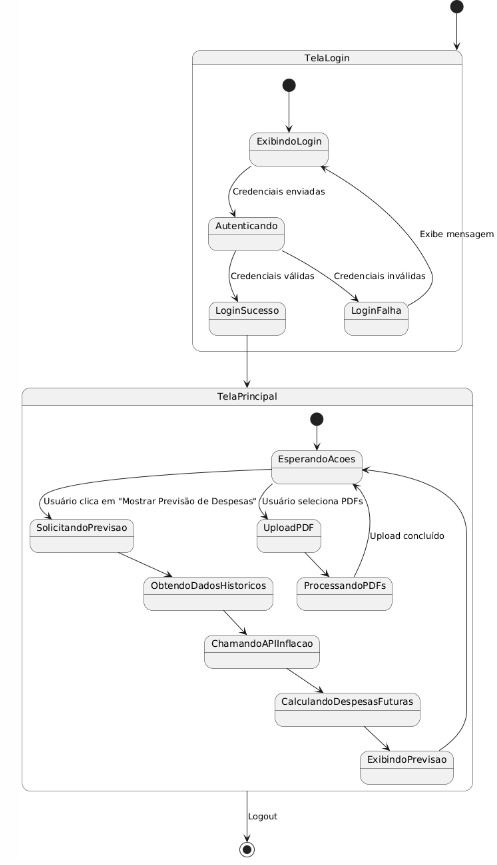 TelaLogin
ExibindoLogin
Credenciais enviadas
Autenticando
Exibe mensagem
Credenciais válidas
Credenciais inválidas
LoginSucesso
LoginFalha
TelaPrincipal
EsperandoAcoes
Usuário clica em "Mostrar Previsão de Despesas"
Usuário seleciona PDFs
SolicitandoPrevisao
UploadPDF
Upload concluído
ObtendoDadosHistoricos
ProcessandoPDFs
ChamandoAPIInflacao
CalculandoDespesasFuturas
ExibindoPrevisao
Logout